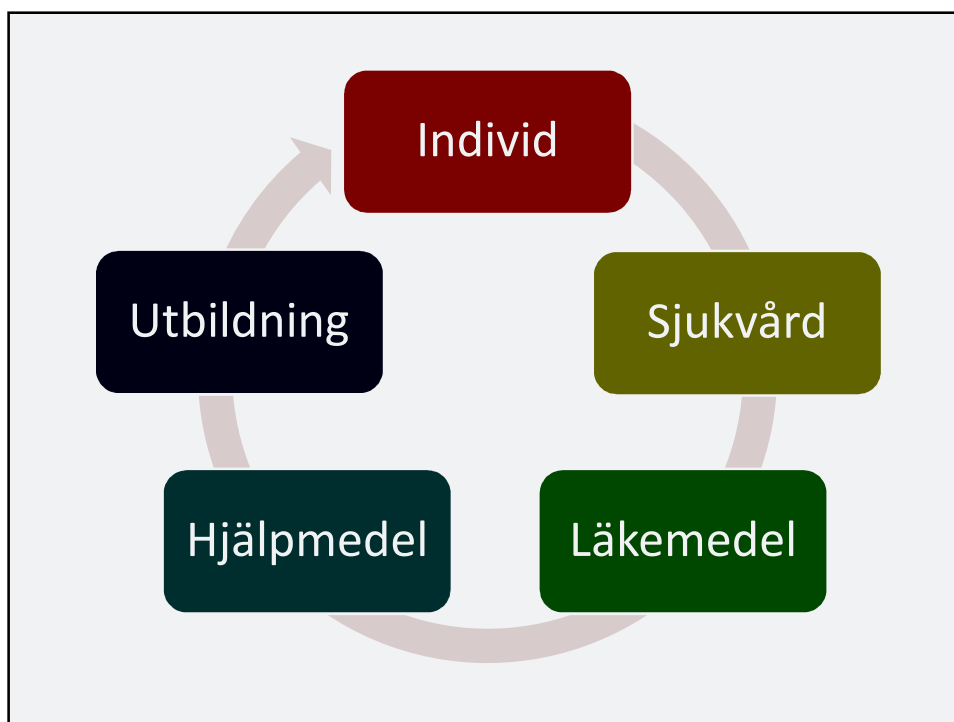 Individ
Sjukvård
Läkemedel
Hjälpmedel
Utbildning